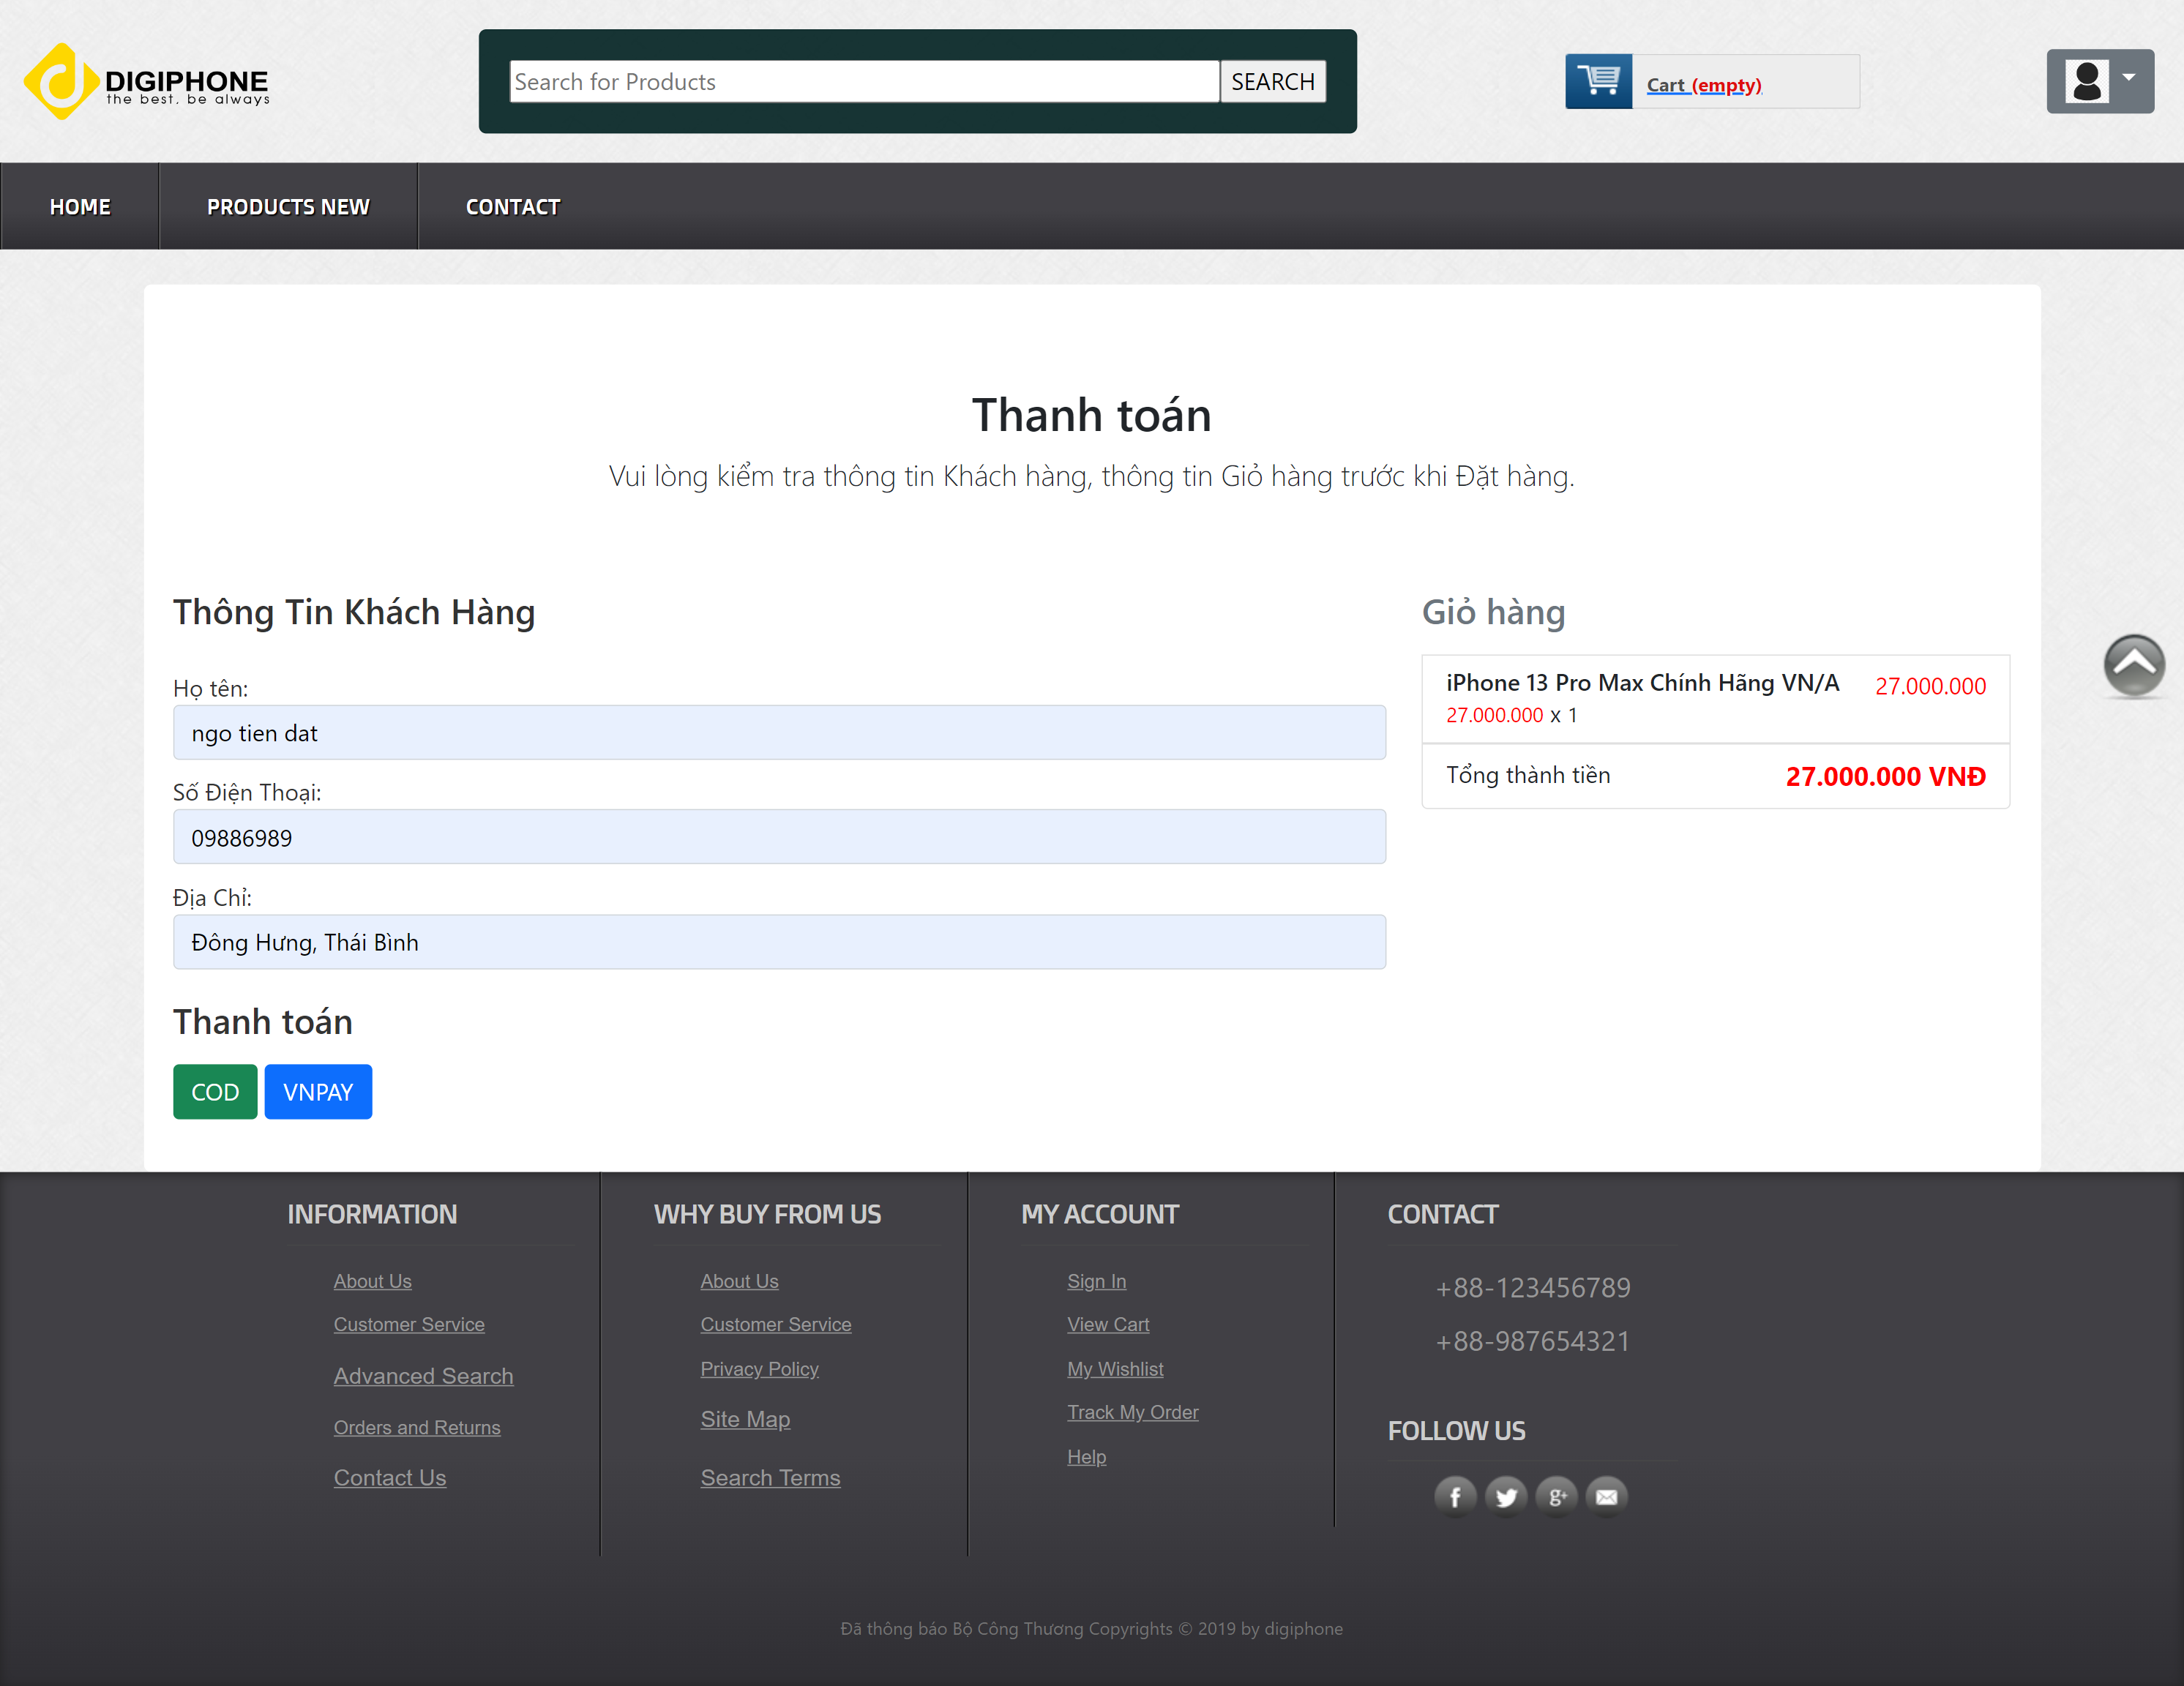 DIGIPHONE
the best, be always
Search for Products
SEARCH
Cart (empty)
HOME
PRODUCTS NEW
CONTACT
Thanh toán
Vui lòng kiểm tra thông tin Khách hàng, thông tin Giỏ hàng trước khi Đặt hàng.
Thông Tin Khách Hàng
Họ tên:
ngo tien dat
Số Điện Thoại:
09886989
Địa Chỉ:
Đông Hưng, Thái Bình
Thanh toán
COD
VNPAY
Giỏ hàng
iPhone 13 Pro Max Chính Hãng VN/A
27.000.000
27.000.000 x 1
Tổng thành tiền
27.000.000 VNĐ
INFORMATION
About Us
Customer Service
Advanced Search
Orders and Returns
Contact Us
WHY BUY FROM US
About Us
Customer Service
Privacy Policy
Site Map
Search Terms
MY ACCOUNT
Sign In
View Cart
My Wishlist
Track My Order
Help
CONTACT
+88-123456789
+88-987654321
FOLLOW US
Đã thông báo Bộ Công Thương Copyrights © 2019 by digiphone